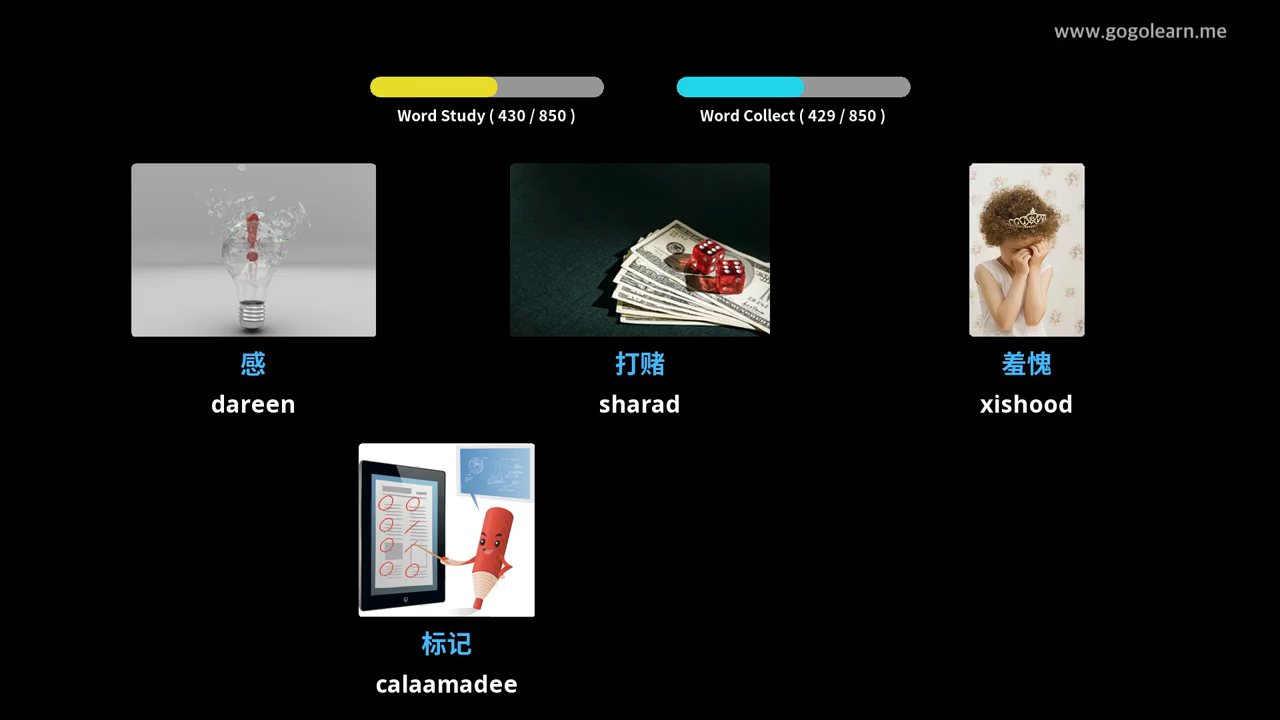 www.gogolearn.me
Word Study ( 430 / 850 )
Word Collect ( 429 / 850 )
感
dareen
打赌
sharad
羞愧
xishood
标记
calaamadee